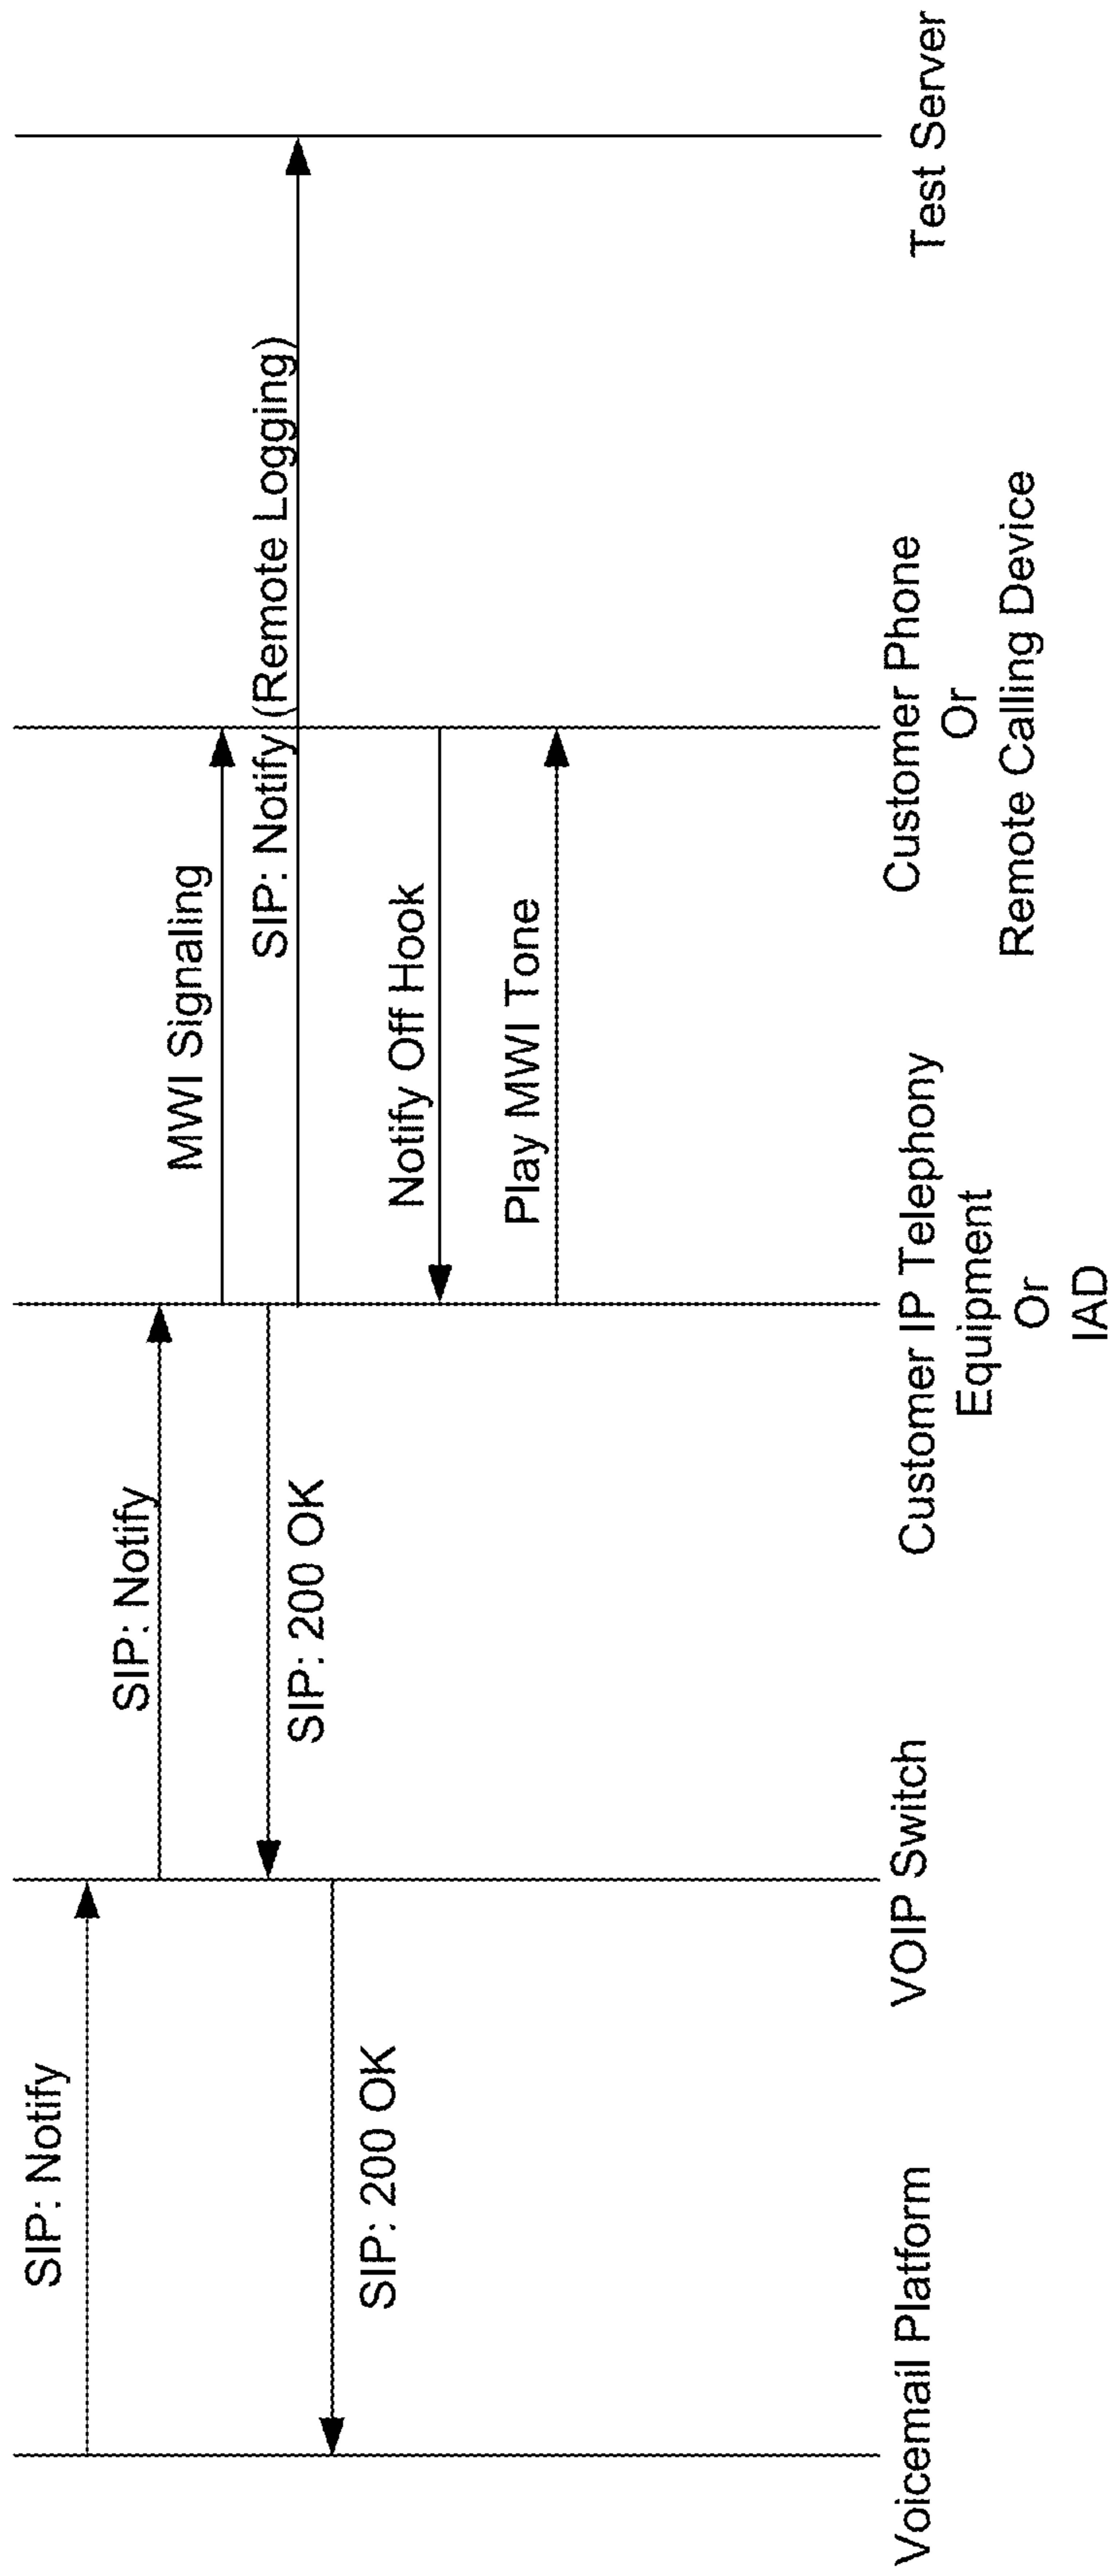 SIP: Notify
SIP: Notify
MWI Signaling
SIP: Notify (Remote Logging)
SIP: 200 OK
SIP: 200 OK
Notify Off Hook
Play MWI Tone
Voicemail Platform
VOIP Switch
Customer IP Telephony
Equipment
Or
IAD
Customer Phone
Or
Remote Calling Device
Test Server